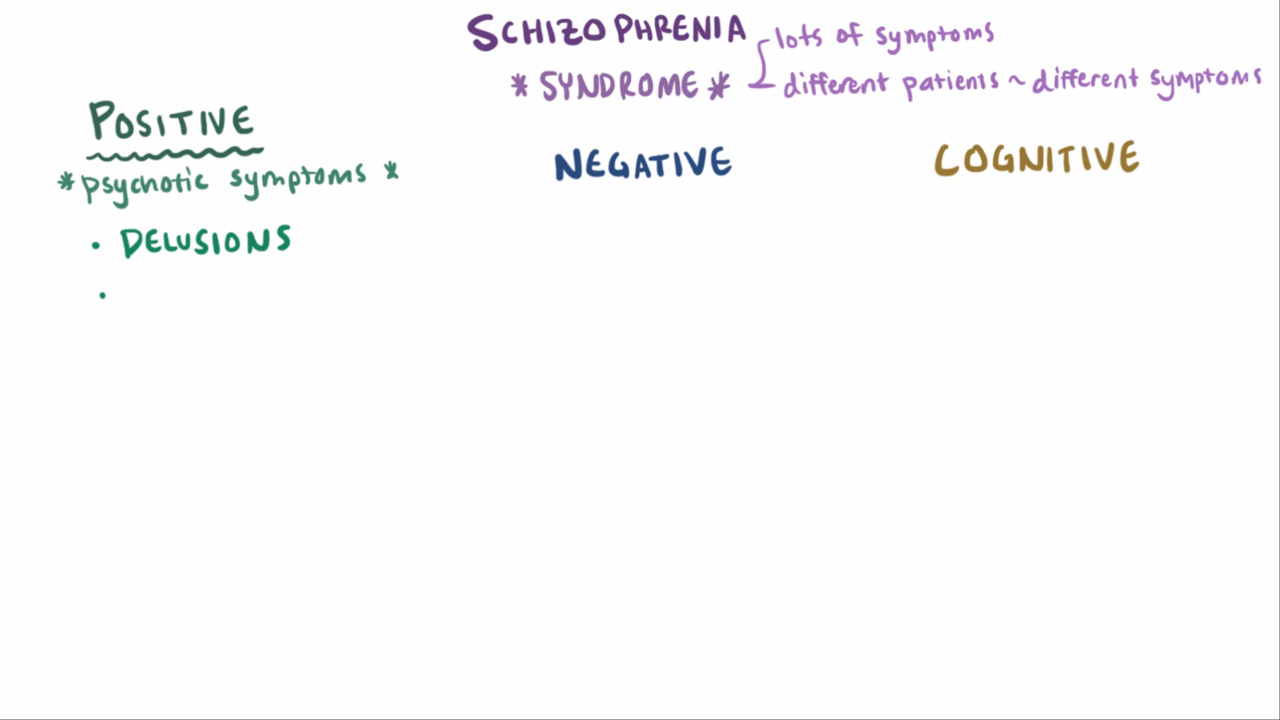 SCHIZOPHRENIA
* SYNDROME *
lots of symptoms
different patients ~ different symptoms
POSITIVE
* psychotic symptoms *
• DELUSIONS
•
NEGATIVE
COGNITIVE